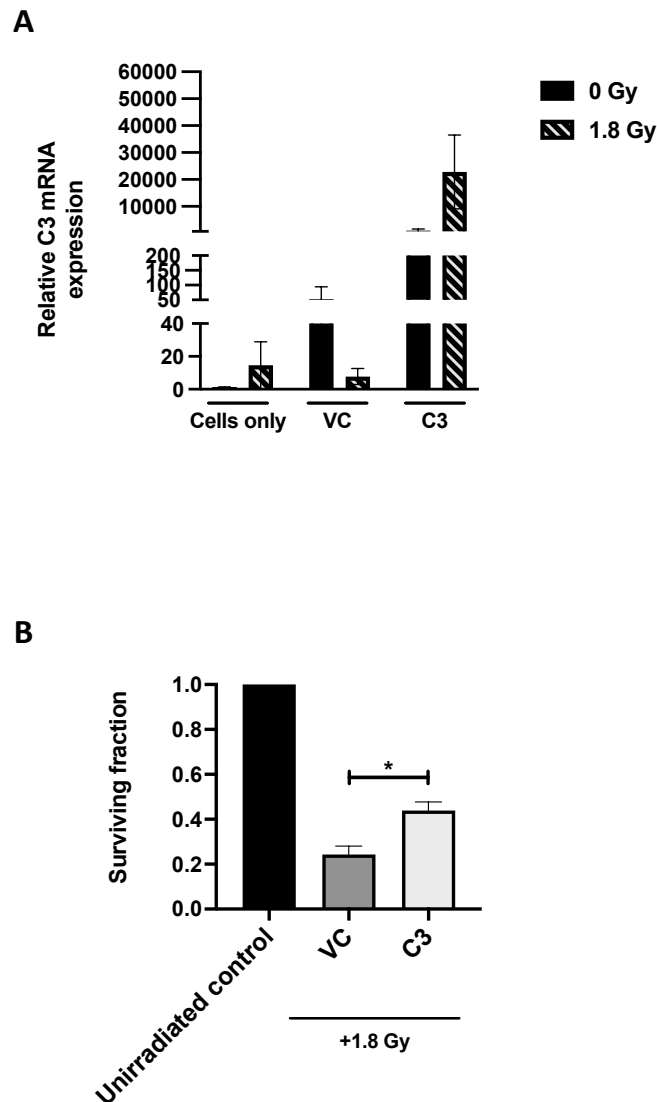 A
Relative C3 mRNA
expression
60000
50000
40000
30000
20000
10000
200
150
100
50
40
20
0
0 Gy
1.8 Gy
Cells only
VC
C3
B
Surviving fraction
1.0
0.8
0.6
0.4
0.2
0.0
*
Unirradiated control
VC
C3
+1.8 Gy